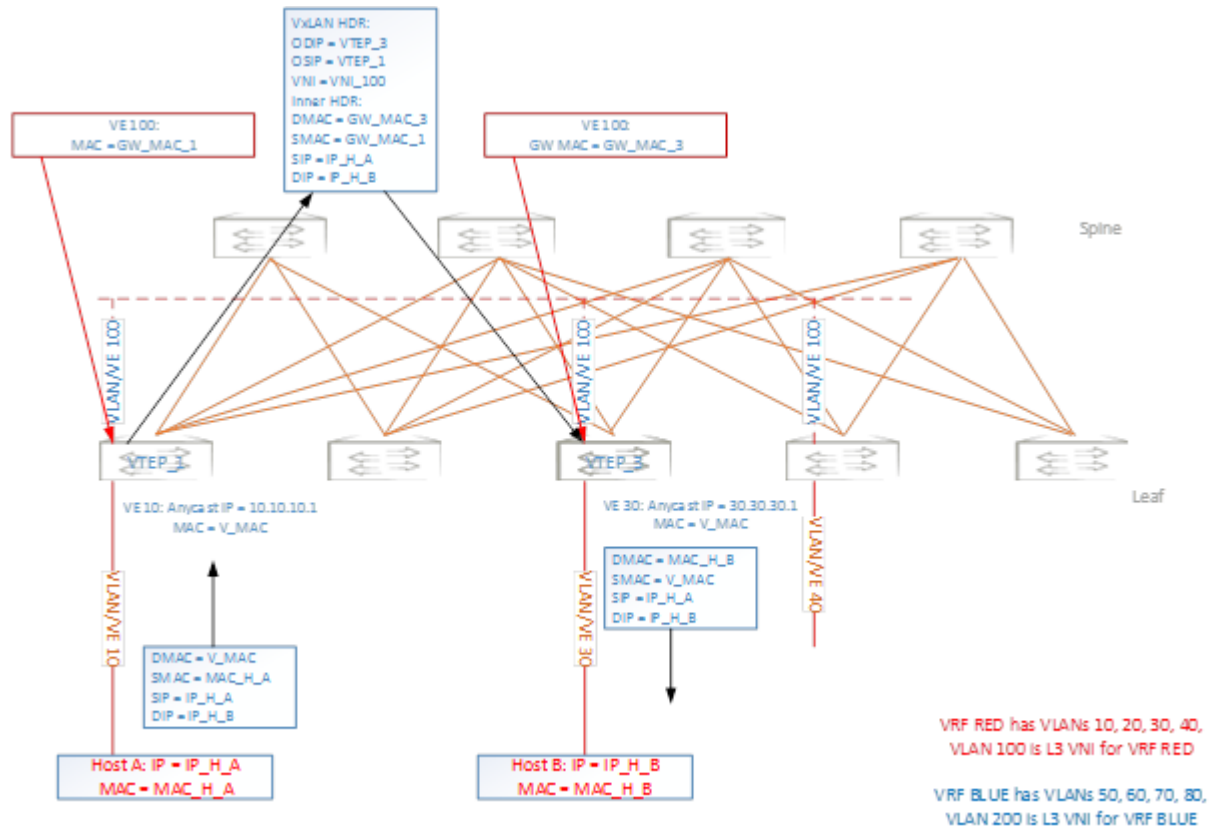 VxLAN HDR:
ODIP = VTEP_3
OSIP = VTEP_1
VNI = VNI_100
Inner HDR:
DMAC = GW_MAC_3
SMAC = GW_MAC_1
SIP = IP_H_A
DIP = IP_H_B
VE 100:
MAC = GW_MAC_1
VE 100:
GW MAC = GW_MAC_3
Spine
VLAN/VE 100
VLAN/VE 100
VLAN/VE 100
VTEP_1
VTEP_3
Leaf
VE 10: Anycast IP = 10.10.10.1
MAC = V_MAC
VE 30: Anycast IP = 30.30.30.1
MAC = V_MAC
VLAN/VE 10
VLAN/VE 30
VLAN/VE 40
DMAC = MAC_H_B
SMAC = V_MAC
SIP = IP_H_A
DIP = IP_H_B
DMAC = V_MAC
SMAC = MAC_H_A
SIP = IP_H_A
DIP = IP_H_B
Host A: IP = IP_H_A
MAC = MAC_H_A
Host B: IP = IP_H_B
MAC = MAC_H_B
VRF RED has VLANs 10, 20, 30, 40,
VLAN 100 is L3 VNI for VRF RED
VRF BLUE has VLANs 50, 60, 70, 80,
VLAN 200 is L3 VNI for VRF BLUE